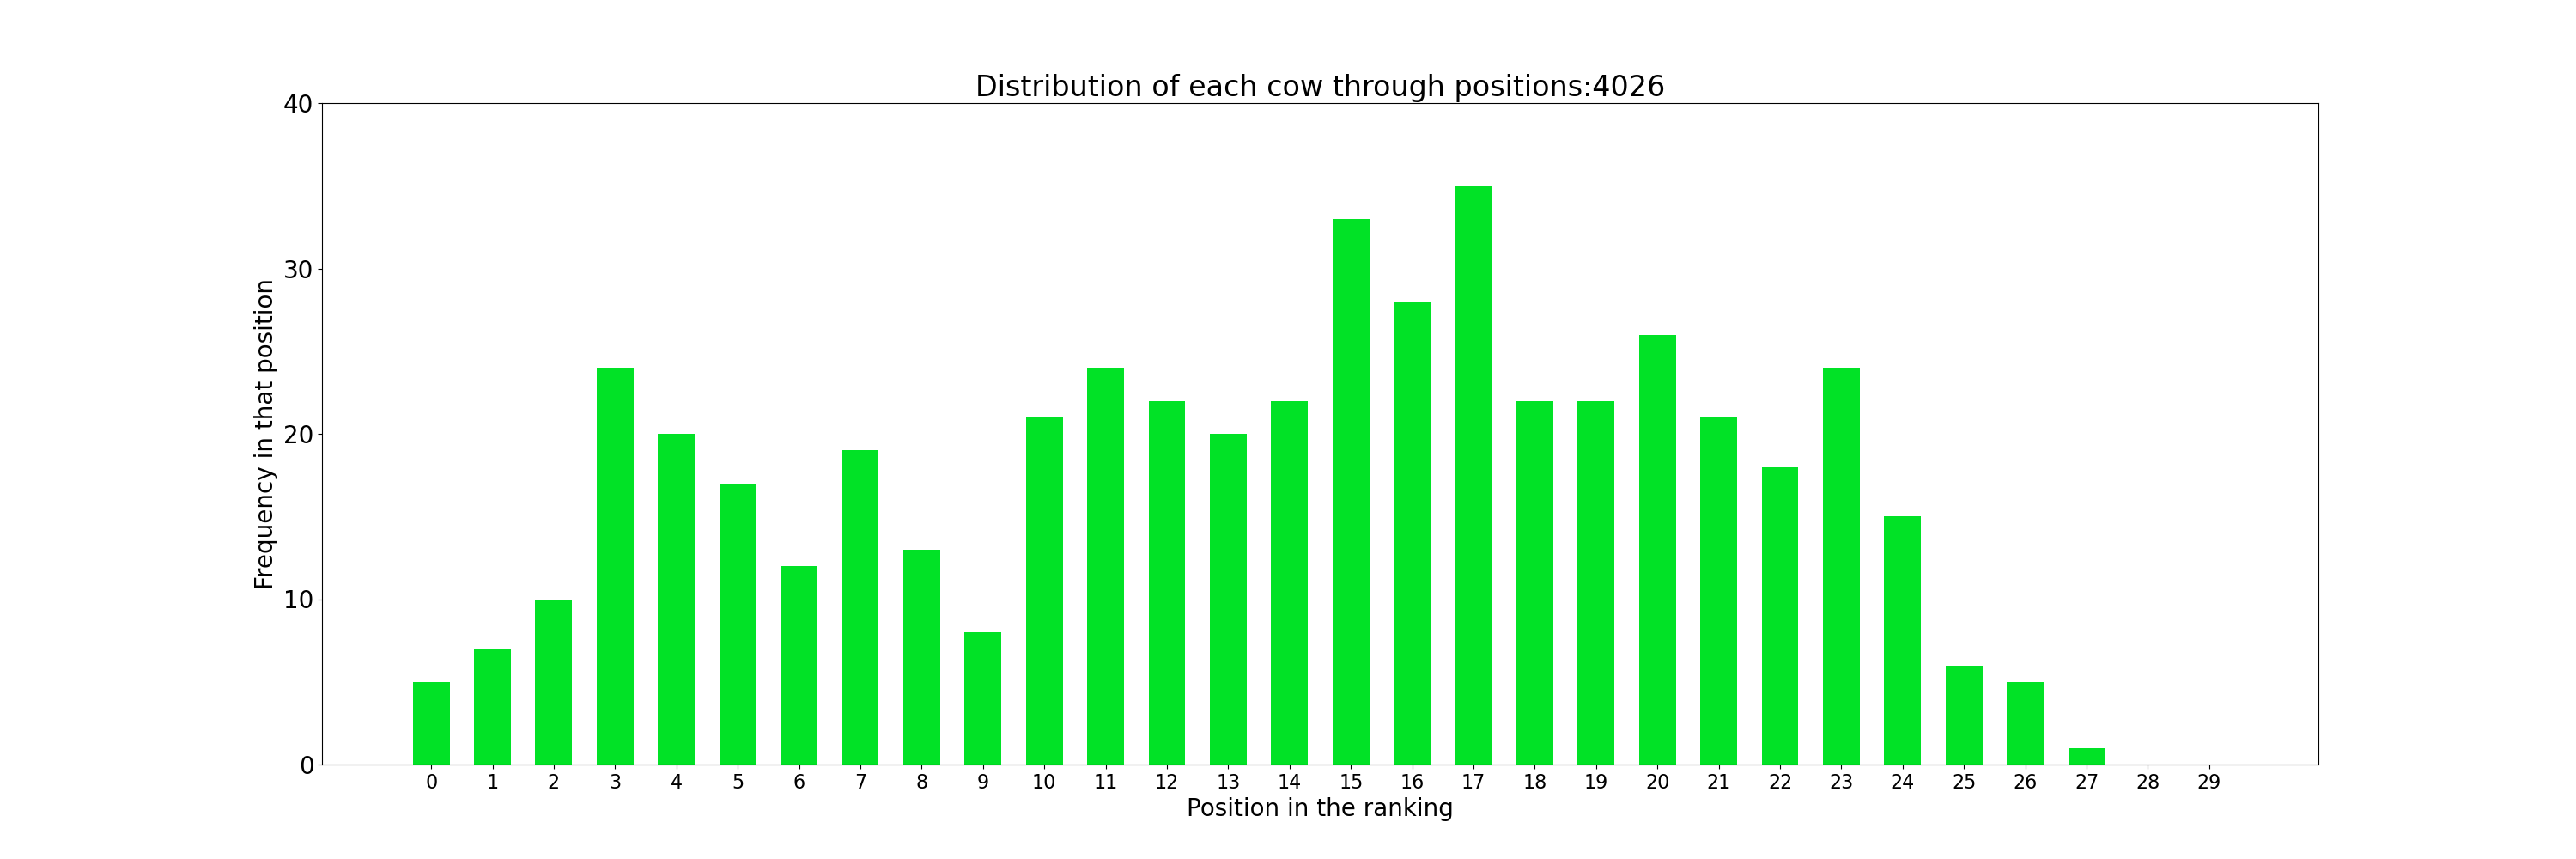 Distribution of each cow through positions:4026
40
30
20
10
0
Frequency in that position
0 1 2 3 4 5 6 7 8 9 10 11 12 13 14 15 16 17 18 19 20 21 22 23 24 25 26 27 28 29
Position in the ranking